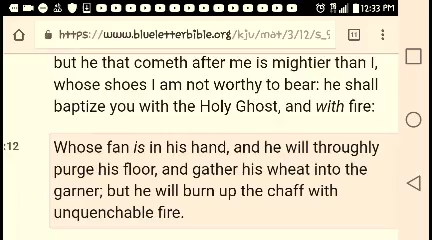 12:33 PM
https://www.blueletterbible.org/kjv/mat/3/12/s_9
11
but he that cometh after me is mightier than I,
whose shoes I am not worthy to bear: he shall
baptize you with the Holy Ghost, and with fire:
:12
Whose fan is in his hand, and he will throughly
purge his floor, and gather his wheat into the
garner; but he will burn up the chaff with
unquenchable fire.